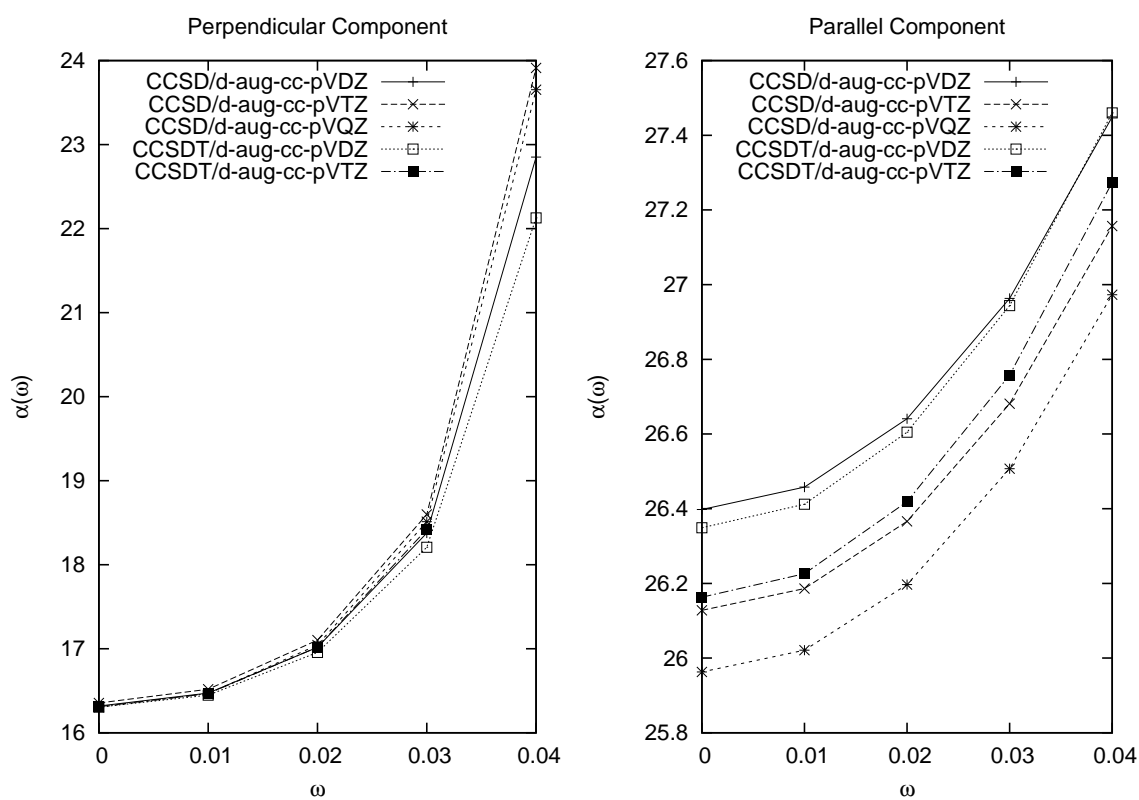 Perpendicular Component
24
23
22
21
20
19
18
17
16
0
0.01
0.02
0.03
0.04
α(ω)
ω
CCSD/d-aug-cc-pVDZ
CCSD/d-aug-cc-pVTZ
CCSD/d-aug-cc-pVQZ
CCSDT/d-aug-cc-pVDZ
CCSDT/d-aug-cc-pVTZ
Parallel Component
27.6
27.4
27.2
27
26.8
26.6
26.4
26.2
26
25.8
0
0.01
0.02
0.03
0.04
α(ω)
ω
CCSD/d-aug-cc-pVDZ
CCSD/d-aug-cc-pVTZ
CCSD/d-aug-cc-pVQZ
CCSDT/d-aug-cc-pVDZ
CCSDT/d-aug-cc-pVTZ